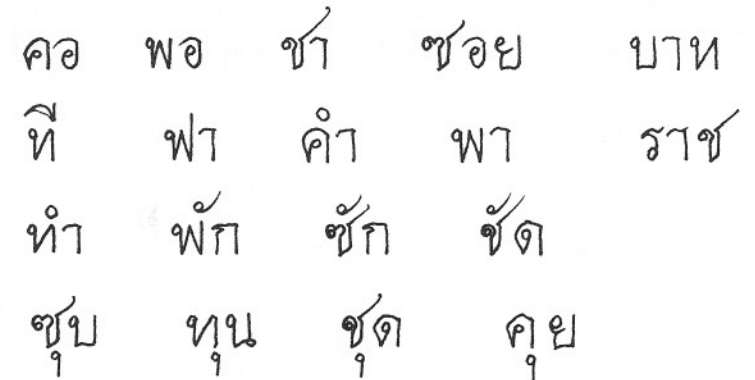 คอ พอ ชา ซอย บาท
ที ฟา คำ พา ราช
ทำ พัก ซัก ชัด
ซุบ ทุน ชุด คุย